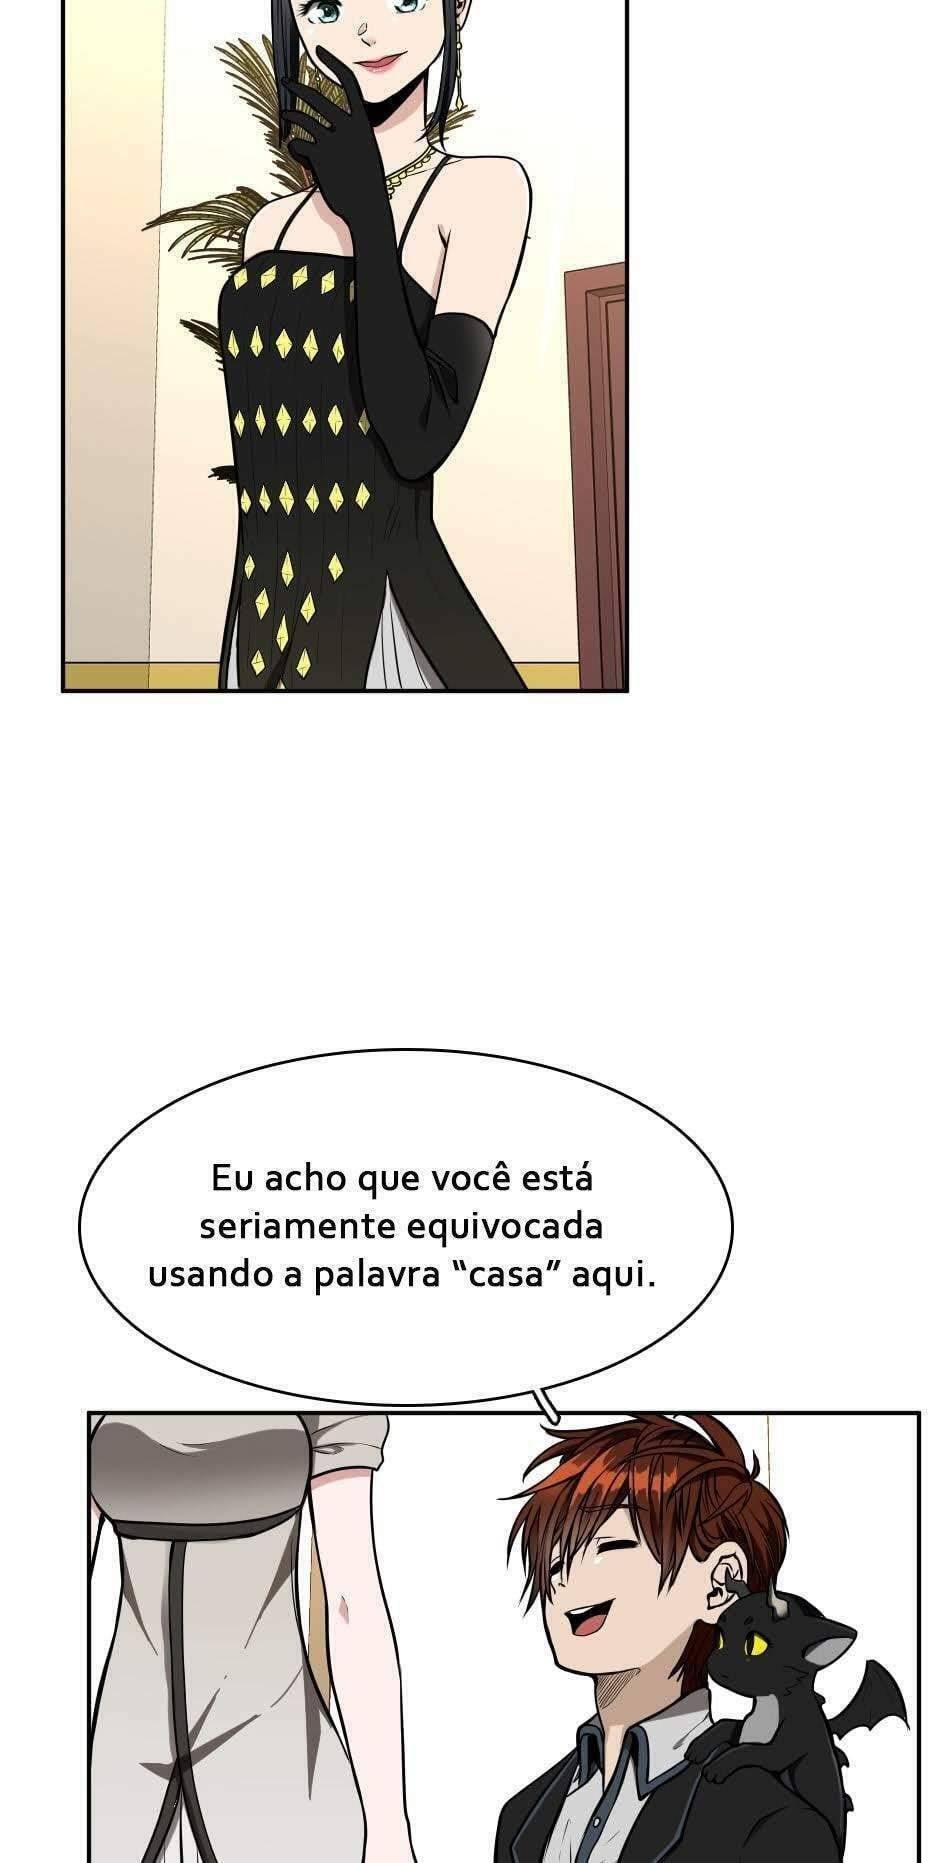 Eu acho que você está
seriamente equivocada
usando a palavra “casa” aqui.